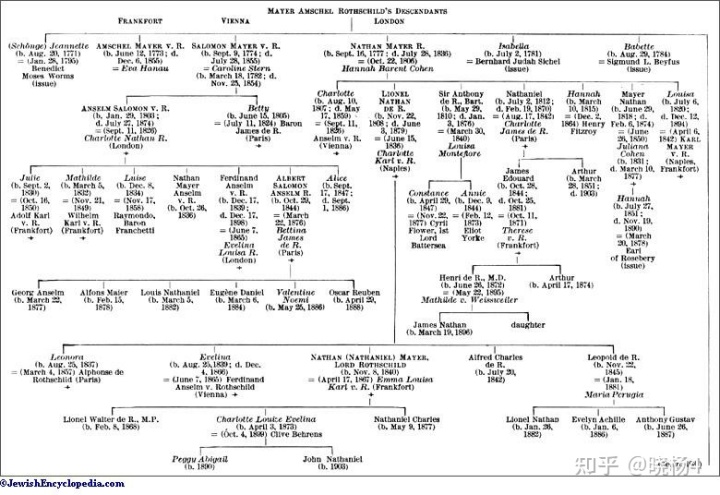 MAYER AMSCHEL ROTHSCHILD'S DESCENDANTS
FRANKFORT
VIENNA
LONDON
(Schönge) Jeannette
(b. Aug. 20, 1771)
= (Jan. 28, 1795)
Benedict
Moses Worms
(issue)
AMSCHEL MAYER V. R.
(b. June 12, 1773; d.
Dec. 6, 1855)
= Eva Hanau
SALOMON MAYER V. R.
(b. Sept. 9, 1774; d.
July 28, 1855)
= Caroline Stern
(b. March 18, 1782; d.
Nov. 25, 1854)
NATHAN MAYER R.
(b. Sept. 16, 1777; d. July 28, 1836)
= (Oct. 22, 1806)
Hannah Barent Cohen
Isabella
(b. July 2, 1781)
= Bernhard Judah Sichel
(issue)
Babette
(b. Aug. 29, 1784)
= Sigmund L. Beyfus
(issue)
ANSELM SALOMON V. R.
(b. Jan. 29, 1803;
d. July 27, 1874)
= (Sept. 11, 1826)
Charlotte Nathan R.
(London)
Betty
(b. June 15, 1805)
= (July 11, 1824) Baron
James de R.
(Paris)
Charlotte
(b. Aug. 10,
1807; d. May
17, 1859)
= (Sept. 11,
1826)
Anselm v. R.
(Vienna)
LIONEL
NATHAN
DE R.
(b. Nov. 22,
1808; d. June
3, 1879)
= (June 15,
1836)
Charlotte
Karl v. R.
(Naples)
Sir Anthony
de R., Bart.
(b. May 29,
1810; d. Jan.
3, 1876)
= (March 30,
1840)
Louisa
Montefiore
Nathaniel
(b. July 2, 1812;
d. Feb. 19, 1870)
= (Aug. 17, 1842)
Charlotte
James de R.
(Paris)
Hannah
(b. March
10, 1815)
= (Dec. 2,
1864) Henry
Fitzroy
Mayer
Nathan
(b. June 29,
1818; d.
Feb. 6, 1874)
= (June
26, 1850)
Juliana
Cohen
(b. 1831;
d. March 10,
1877)
Louisa
(b. July 6,
1820;
d. Dec. 12,
1894)
= (April 6,
1842) KARL
MAYER
V. R.
(Naples,
Frankfort)
Julie
(b. Sept. 2,
1830)
= (Oct. 16,
1850)
Adolf Karl
v. R.
(Frankfort)
Mathilde
(b. March 5,
1832)
= (Nov. 21,
1849)
Wilhelm
Karl v. R.
(Frankfort)
Luise
(b. Dec. 8,
1834)
= (Nov. 17,
1858)
Raymondo,
Baron
Franchetti
Nathan
Mayer
Anselm
v. R.
(b. Oct. 26,
1836)
Ferdinand
Anselm
v. R.
(b. Dec. 17,
1839;
d. Dec. 17,
1898)
= (June 7,
1865)
Evelina
Louisa R.
(London)
ALBERT
SALOMON
ANSELM R.
(b. Oct. 29,
1844)
= (March
22, 1876)
Bettina
James
de R.
(Paris)
Alice
(b. Sept.
17, 1847;
d. Sept.
1, 1886)
Constance
(b. April 29,
1847)
= (Nov. 22,
1877) Cyril
Flower, 1st
Lord
Battersea
Annie
(b. Dec. 9,
1844)
= (Feb. 12,
1873)
Eliot
Yorke
James
Edouard
(b. Oct. 28,
1844;
d. Oct. 25,
1881)
= (Oct. 11,
1871)
Therese
v. R.
(Frankfort)
Arthur
(b. March
28, 1851;
d. 1903)
Hannah
(b. July 27,
1851;
d. Nov. 19,
1890)
= (March
20, 1878)
Earl
of Rosebery
(issue)
Georg Anselm
(b. March 22,
1877)
Alfons Maier
(b. Feb. 15,
1878)
Louis Nathaniel
(b. March 5,
1882)
Eugène Daniel
(b. March 6,
1884)
Valentine
Noemi
(b. May 25, 1886)
Oscar Reuben
(b. April 29,
1888)
Henri de R., M.D.
(b. June 26, 1872)
= (May 22, 1895)
Mathilde v. Weissweiler
Arthur
(b. April 17, 1874)
James Nathan
(b. March 19, 1896)
daughter
Leonora
(b. Aug. 25, 1837)
= (March 4, 1857) Alphonse de
Rothschild (Paris)
Evelina
(b. Aug. 25, 1839; d. Dec.
4, 1866)
= (June 7, 1865) Ferdinand
Anselm v. Rothschild
(Vienna)
NATHAN (NATHANIEL) MAYER,
LORD ROTHSCHILD
(b. Nov. 8, 1840)
= (April 17, 1867) Emma Louisa
Karl v. R. (Frankfort)
Alfred Charles
de R.
(b. July 20,
1842)
Leopold de R.
(b. Nov. 22,
1845)
= (Jan. 18,
1881)
Maria Perugia
Lionel Walter de R., M.P.
(b. Feb. 8, 1868)
Charlotte Louise Evelina
(b. April 3, 1873)
= (Oct. 4, 1899) Clive Behrens
Nathaniel Charles
(b. May 9, 1877)
Lionel Nathan
(b. Jan. 26,
1882)
Evelyn Achille
(b. Jan. 6,
1886)
Anthony Gustav
(b. June 26,
1887)
Peggy Abigail
(b. 1890)
John Nathaniel
(b. 1903)
知乎 @晓杨4
©JewishEncyclopedia.com